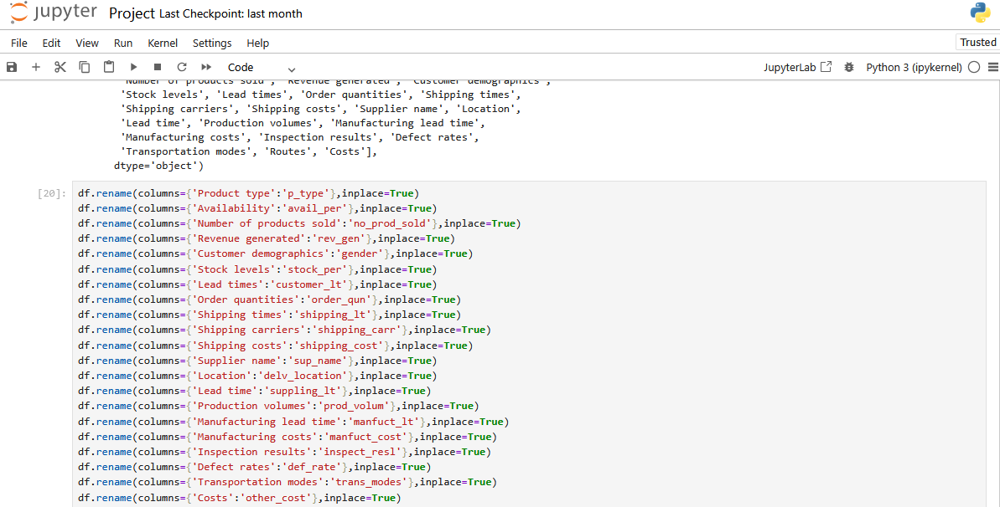 jupyter Project Last Checkpoint: last month
File Edit View Run Kernel Settings Help
Trusted
Code
JupyterLab
Python 3 (ipykernel)
'Number of products sold', 'Revenue generated', 'Customer demographics',
'Stock levels', 'Lead times', 'Order quantities', 'Shipping times',
'Shipping carriers', 'Shipping costs', 'Supplier name', 'Location',
'Lead time', 'Production volumes', 'Manufacturing lead time',
'Manufacturing costs', 'Inspection results', 'Defect rates',
'Transportation modes', 'Routes', 'Costs'],
dtype='object')
[20]:
df.rename(columns={'Product type':'p_type'},inplace=True)
df.rename(columns={'Availability':'avail_per'},inplace=True)
df.rename(columns={'Number of products sold':'no_prod_sold'},inplace=True)
df.rename(columns={'Revenue generated':'rev_gen'},inplace=True)
df.rename(columns={'Customer demographics':'gender'},inplace=True)
df.rename(columns={'Stock levels':'stock_per'},inplace=True)
df.rename(columns={'Lead times':'customer_lt'},inplace=True)
df.rename(columns={'Order quantities':'order_qun'},inplace=True)
df.rename(columns={'Shipping times':'shipping_lt'},inplace=True)
df.rename(columns={'Shipping carriers':'shipping_carr'},inplace=True)
df.rename(columns={'Shipping costs':'shipping_cost'},inplace=True)
df.rename(columns={'Supplier name':'sup_name'},inplace=True)
df.rename(columns={'Location':'delv_location'},inplace=True)
df.rename(columns={'Lead time':'suppling_lt'},inplace=True)
df.rename(columns={'Production volumes':'prod_volum'},inplace=True)
df.rename(columns={'Manufacturing lead time':'manfuct_lt'},inplace=True)
df.rename(columns={'Manufacturing costs':'manfuct_cost'},inplace=True)
df.rename(columns={'Inspection results':'inspect_resl'},inplace=True)
df.rename(columns={'Defect rates':'def_rate'},inplace=True)
df.rename(columns={'Transportation modes':'trans_modes'},inplace=True)
df.rename(columns={'Costs':'other_cost'},inplace=True)